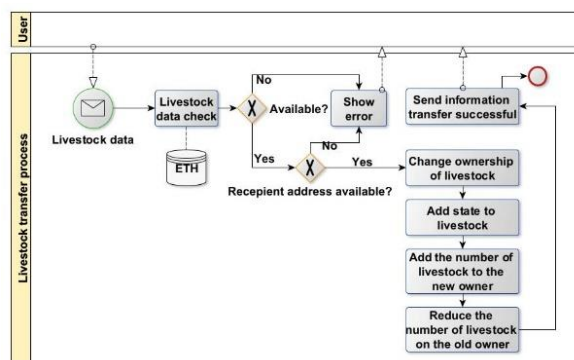 User
Livestock transfer process
Livestock data
Livestock
data check
ETH
No
Available?
Yes
Show
error
No
Recepient address available?
Yes
Send information
transfer successful
Change ownership
of livestock
Add state to
livestock
Add the number of
livestock to the
new owner
Reduce the
number of livestock
on the old owner